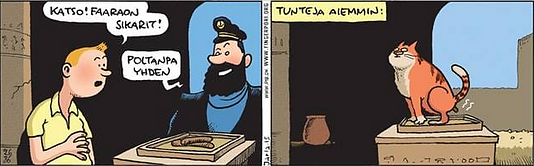 KATSO! FAARAON
SIKARIT!
POLTANPA
YHDEN
TUNTEJA AIEMMIN: